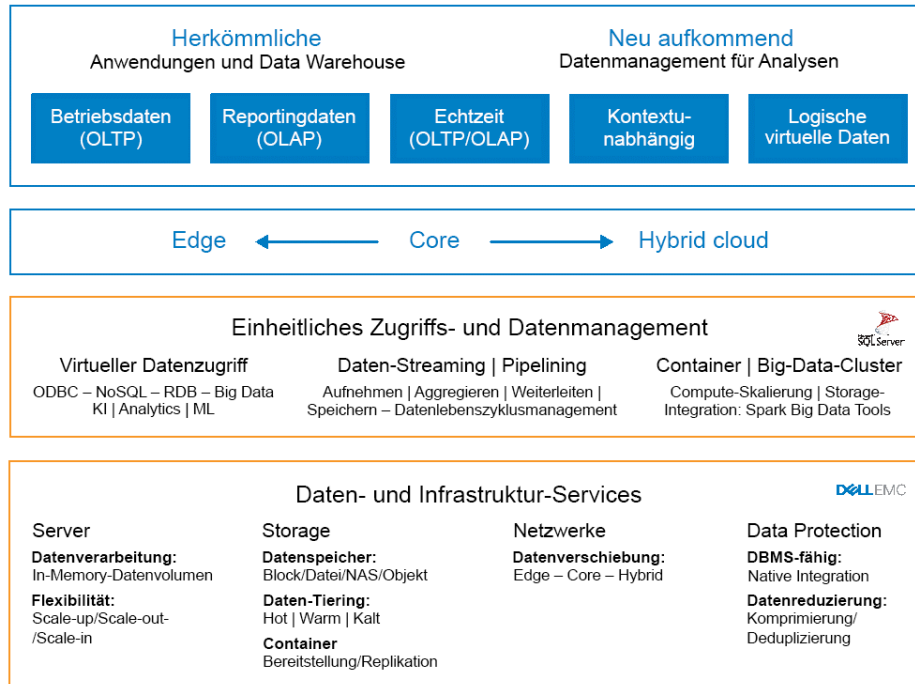 Herkömmliche
Anwendungen und Data Warehouse
Neu aufkommend
Datenmanagement für Analysen
Betriebsdaten
(OLTP)
Reportingdaten
(OLAP)
Echtzeit
(OLTP/OLAP)
Kontextu-
nabhängig
Logische
virtuelle Daten
Edge
Core
Hybrid cloud
Einheitliches Zugriffs- und Datenmanagement
Microsoft
SQL Server
Virtueller Datenzugriff
ODBC – NoSQL – RDB – Big Data
KI | Analytics | ML
Daten-Streaming | Pipelining
Aufnehmen | Aggregieren | Weiterleiten |
Speichern – Datenlebenszyklusmanagement
Container | Big-Data-Cluster
Compute-Skalierung | Storage-
Integration: Spark Big Data Tools
Daten- und Infrastruktur-Services
DELL EMC
Server
Datenverarbeitung:
In-Memory-Datenvolumen
Flexibilität:
Scale-up/Scale-out-
/Scale-in
Storage
Datenspeicher:
Block/Datei/NAS/Objekt
Daten-Tiering:
Hot | Warm | Kalt
Container
Bereitstellung/Replikation
Netzwerke
Datenverschiebung:
Edge – Core – Hybrid
Data Protection
DBMS-fähig:
Native Integration
Datenreduzierung:
Komprimierung/
Deduplizierung